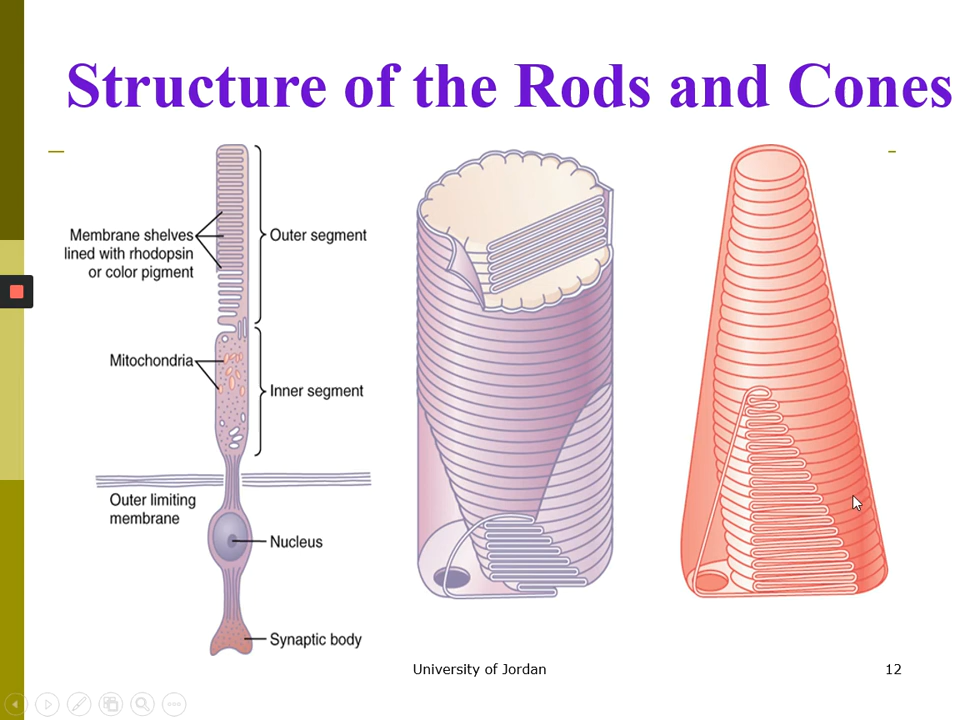 Structure of the Rods and Cones
Membrane shelves
lined with rhodopsin
or color pigment
Outer segment
Mitochondria
Inner segment
Outer limiting
membrane
Nucleus
Synaptic body
University of Jordan
12